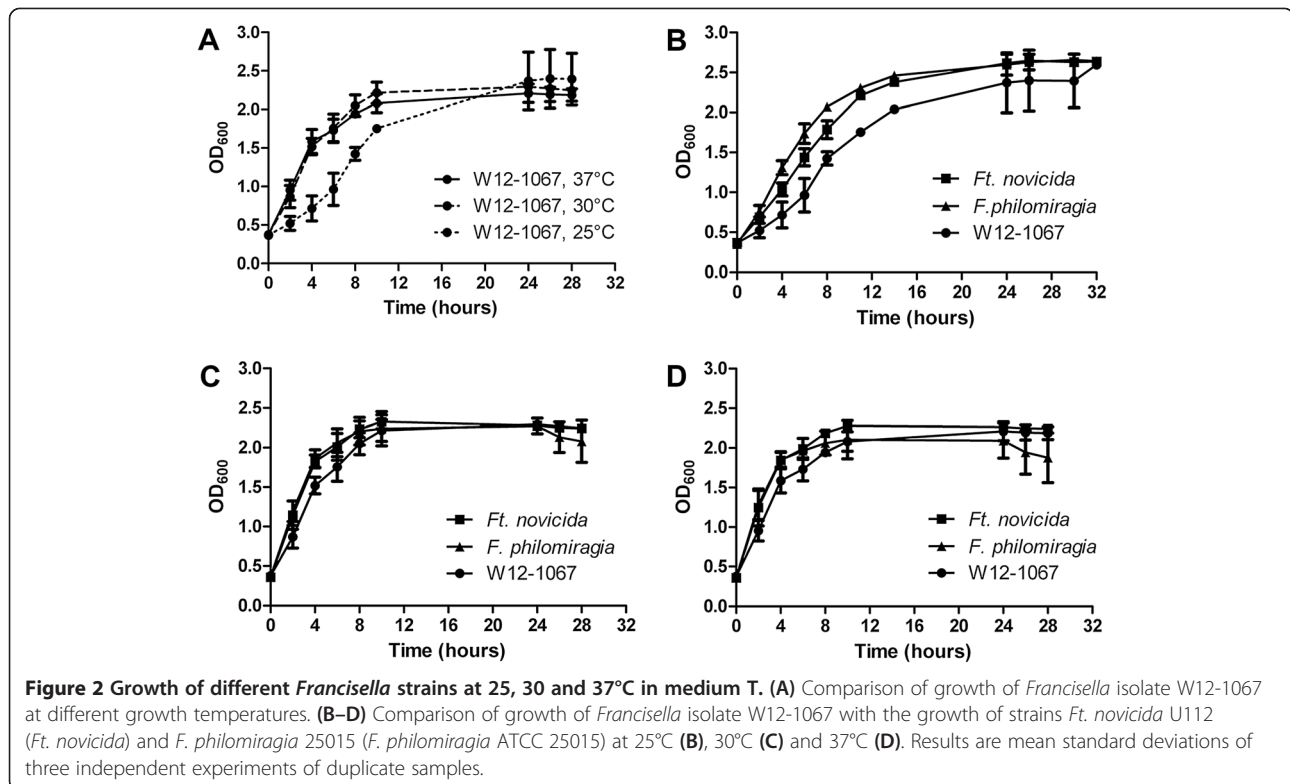 A
OD600
3.0
2.5
2.0
1.5
1.0
0.5
0.0
W12-1067, 37°C
W12-1067, 30°C
W12-1067, 25°C
0 4 8 12 16 20 24 28 32
Time (hours)
B
OD600
3.0
2.5
2.0
1.5
1.0
0.5
0.0
Ft. novicida
F.philomiragia
W12-1067
0 4 8 12 16 20 24 28 32
Time (hours)
C
OD600
3.0
2.5
2.0
1.5
1.0
0.5
0.0
Ft. novicida
F. philomiragia
W12-1067
0 4 8 12 16 20 24 28 32
Time (hours)
D
OD600
3.0
2.5
2.0
1.5
1.0
0.5
0.0
Ft. novicida
F. philomiragia
W12-1067
0 4 8 12 16 20 24 28 32
Time (hours)
Figure 2 Growth of different Francisella strains at 25, 30 and 37°C in medium T. (A) Comparison of growth of Francisella isolate W12-1067
at different growth temperatures. (B–D) Comparison of growth of Francisella isolate W12-1067 with the growth of strains Ft. novicida U112
(Ft. novicida) and F. philomiragia 25015 (F. philomiragia ATCC 25015) at 25°C (B), 30°C (C) and 37°C (D). Results are mean standard deviations of
three independent experiments of duplicate samples.